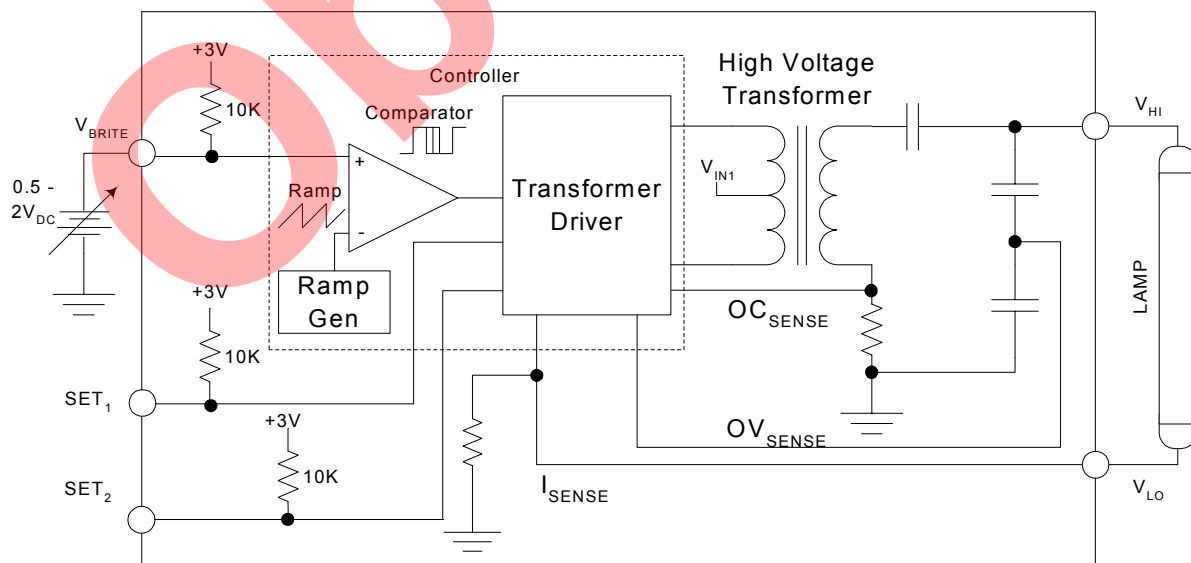 +3V
10K
V_BRITE
0.5 -
2V_DC
Controller
Comparator
Ramp
+
-
Ramp
Gen
Transformer
Driver
High Voltage
Transformer
V_IN1
V_HI
LAMP
OC_SENSE
+3V
10K
SET_1
+3V
10K
SET_2
OV_SENSE
I_SENSE
V_LO